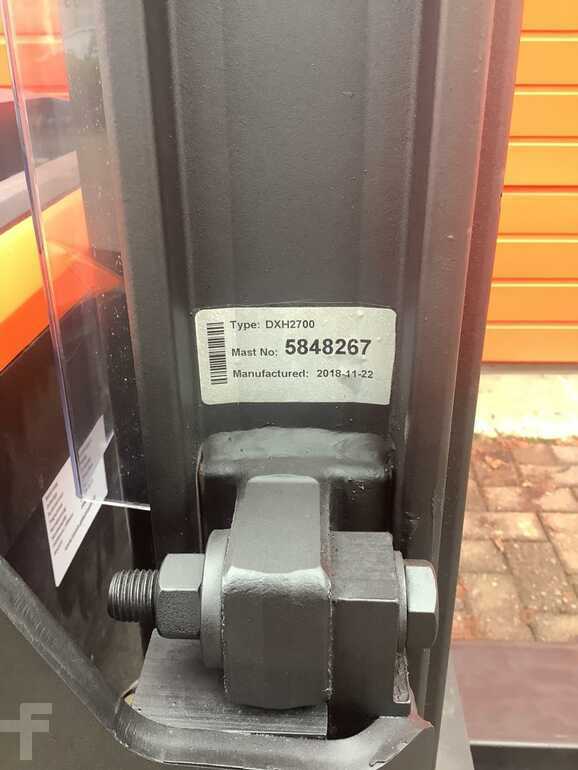 Type: DXH2700
Mast No: 5848267
Manufactured: 2018-11-22